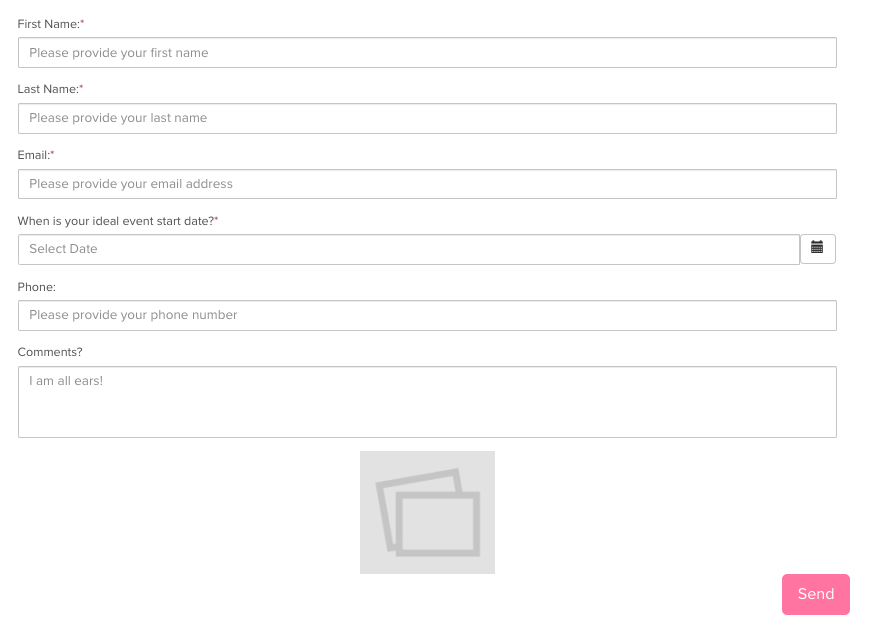 First Name:*
Please provide your first name
Last Name:*
Please provide your last name
Email:*
Please provide your email address
When is your ideal event start date?*
Select Date
Phone:
Please provide your phone number
Comments?
I am all ears!
Send